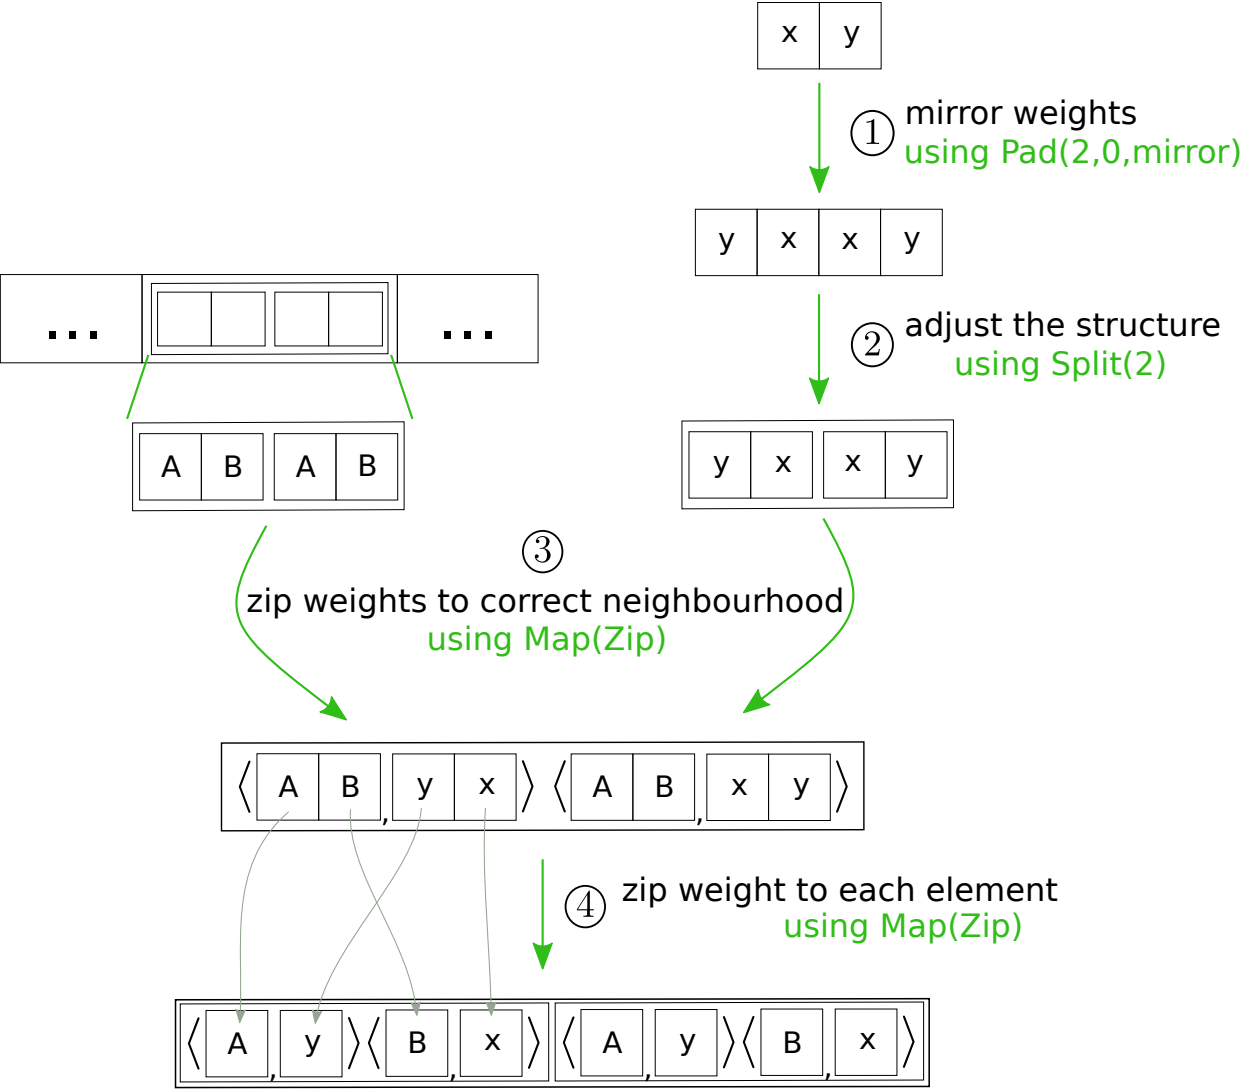 x y
① mirror weights
using Pad(2,0,mirror)
y x x y
... ...
② adjust the structure
using Split(2)
A B A B
y x x y
③
zip weights to correct neighbourhood
using Map(Zip)
⟨ A B , y x ⟩ ⟨ A B , x y ⟩
④ zip weight to each element
using Map(Zip)
⟨ A , y ⟩ ⟨ B , x ⟩ ⟨ A , y ⟩ ⟨ B , x ⟩